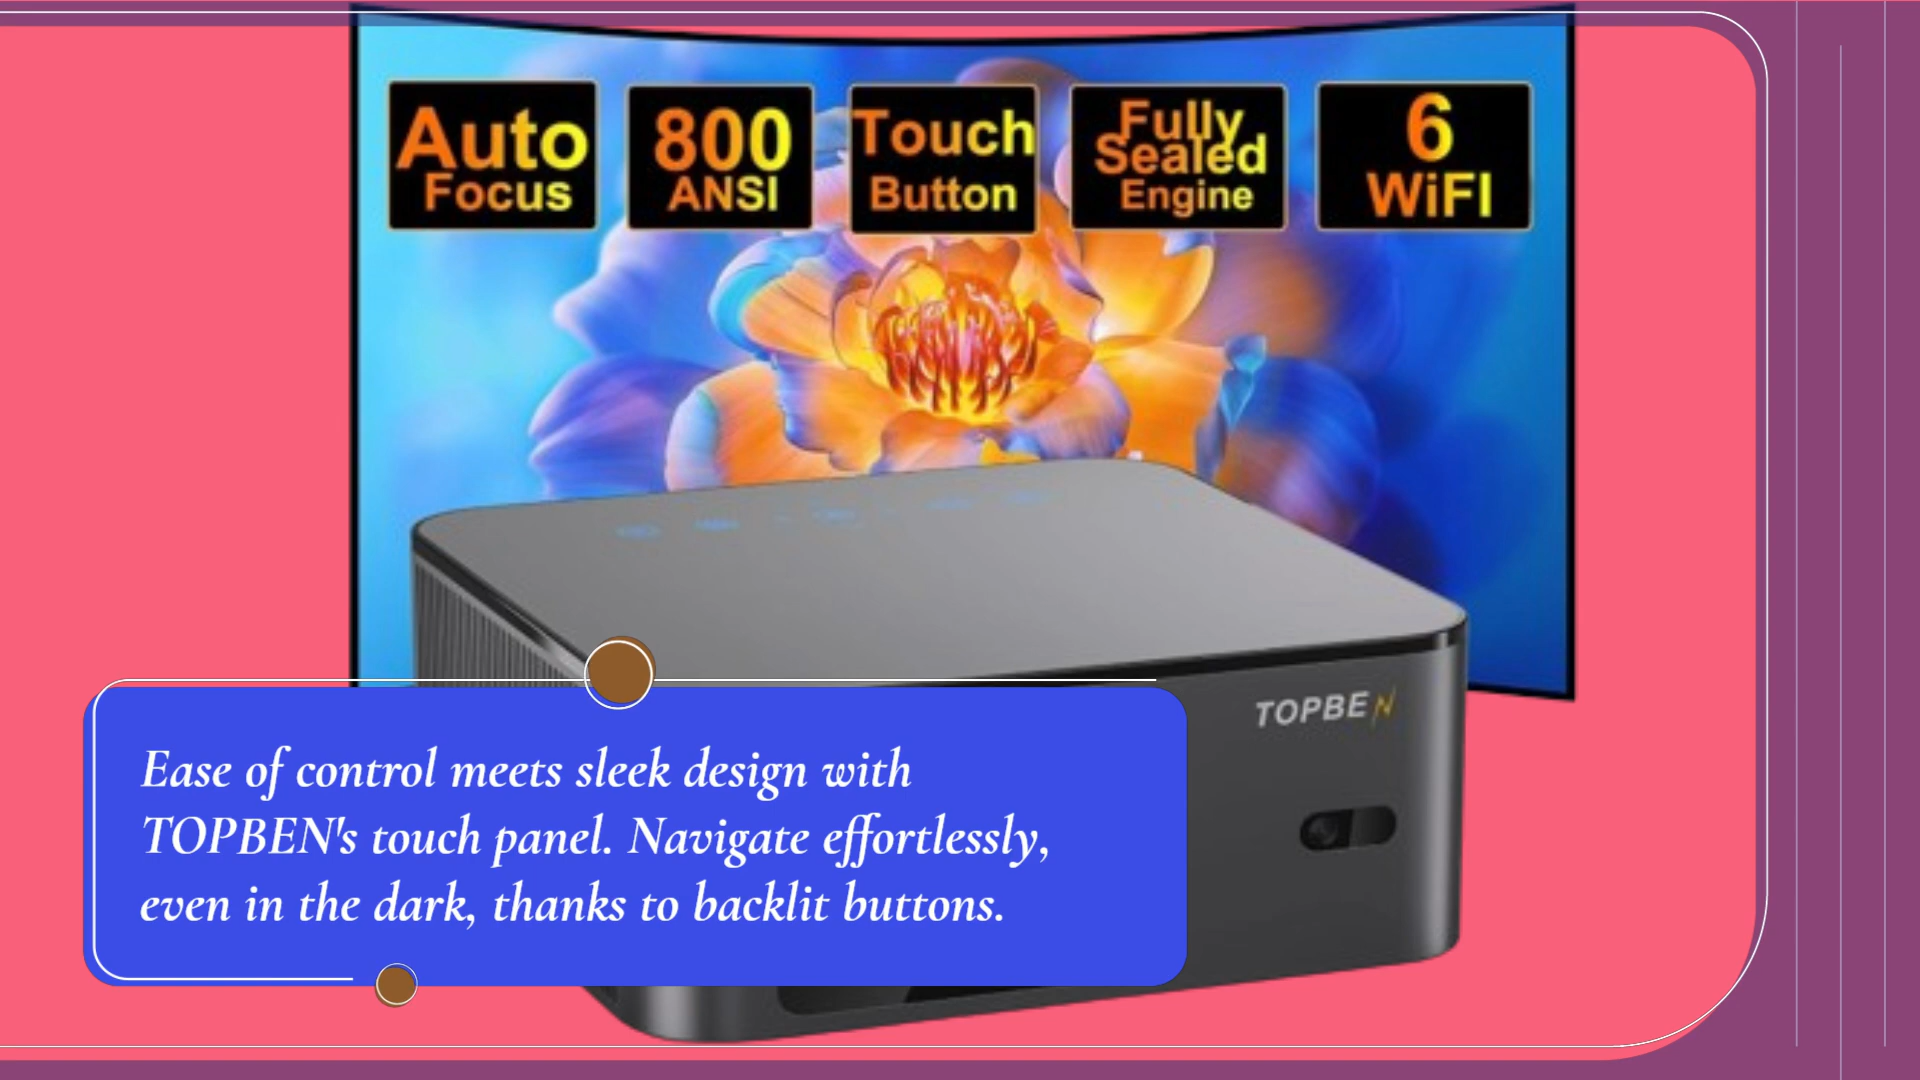 Auto
Focus
800
ANSI
Touch
Button
Fully
Sealed
Engine
6
WiFI
TOPBEN
Ease of control meets sleek design with
TOPBEN's touch panel. Navigate effortlessly,
even in the dark, thanks to backlit buttons.